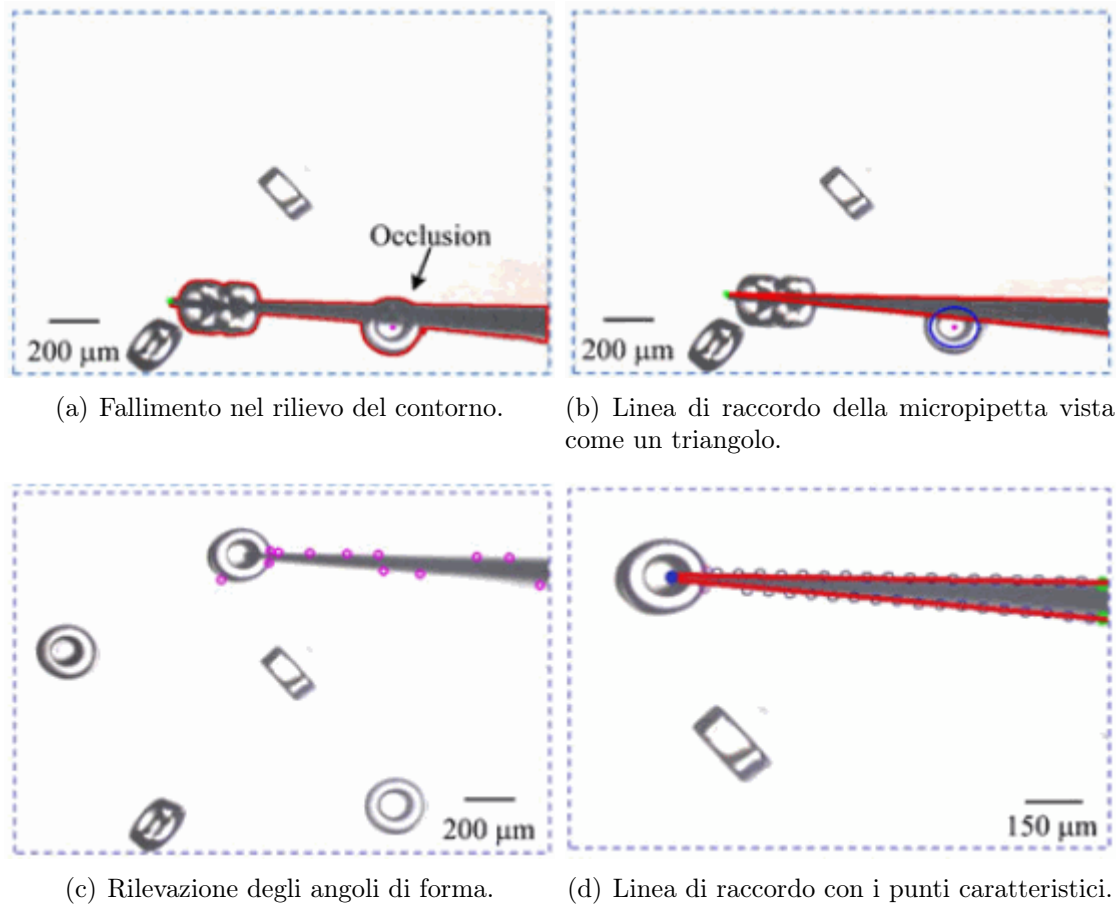 Occlusion
200 μm
200 μm
(a) Fallimento nel rilievo del contorno.
(b) Linea di raccordo della micropipetta vista
come un triangolo.
200 μm
150 μm
(c) Rilevazione degli angoli di forma.
(d) Linea di raccordo con i punti caratteristici.